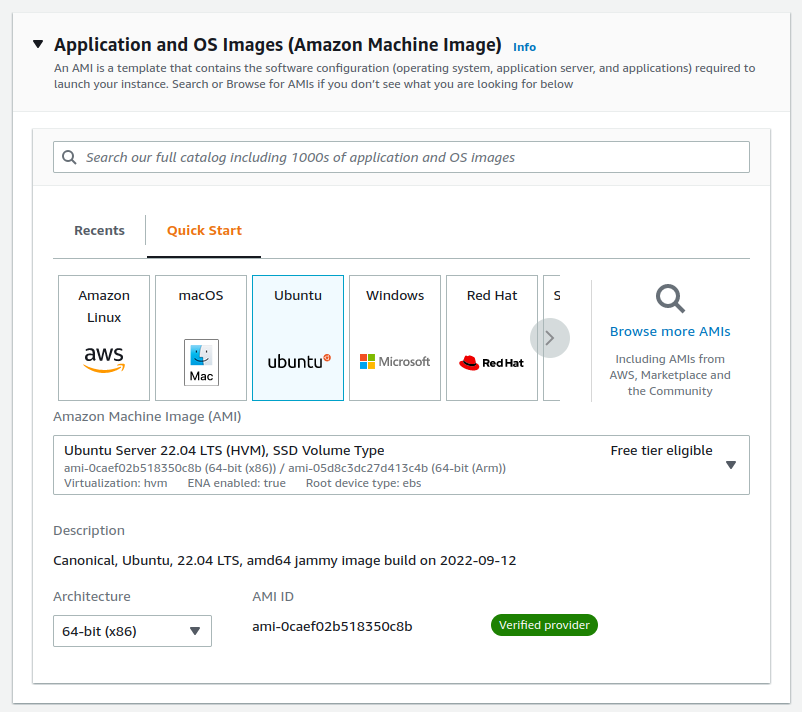 Application and OS Images (Amazon Machine Image) Info
An AMI is a template that contains the software configuration (operating system, application server, and applications) required to
launch your instance. Search or Browse for AMIs if you don’t see what you are looking for below
Search our full catalog including 1000s of application and OS images
Recents
Quick Start
Amazon
Linux
aws
macOS
Mac
Ubuntu
ubuntu
Windows
Microsoft
Red Hat
Red Hat
S
Browse more AMIs
Including AMIs from
AWS, Marketplace and
the Community
Amazon Machine Image (AMI)
Ubuntu Server 22.04 LTS (HVM), SSD Volume Type
Free tier eligible
ami-0caef02b518350c8b (64-bit (x86)) / ami-05d8c3dc27d413c4b (64-bit (Arm))
Virtualization: hvm ENA enabled: true Root device type: ebs
Description
Canonical, Ubuntu, 22.04 LTS, amd64 jammy image build on 2022-09-12
Architecture
AMI ID
64-bit (x86)
ami-0caef02b518350c8b
Verified provider